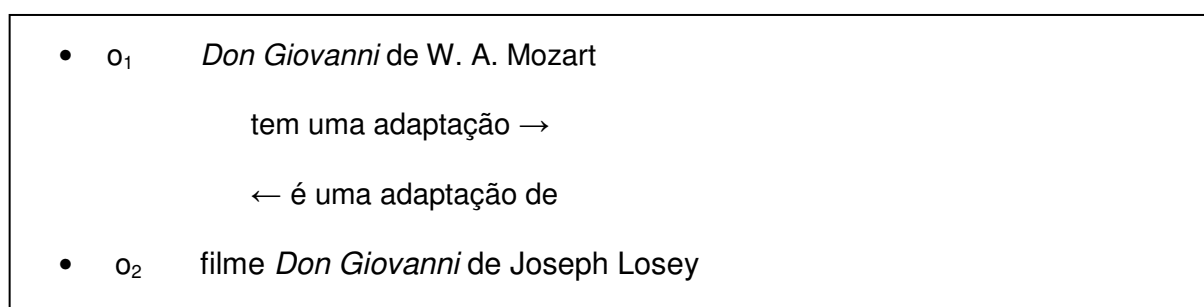 • o₁ Don Giovanni de W. A. Mozart
tem uma adaptação →
← é uma adaptação de
• o₂ filme Don Giovanni de Joseph Losey